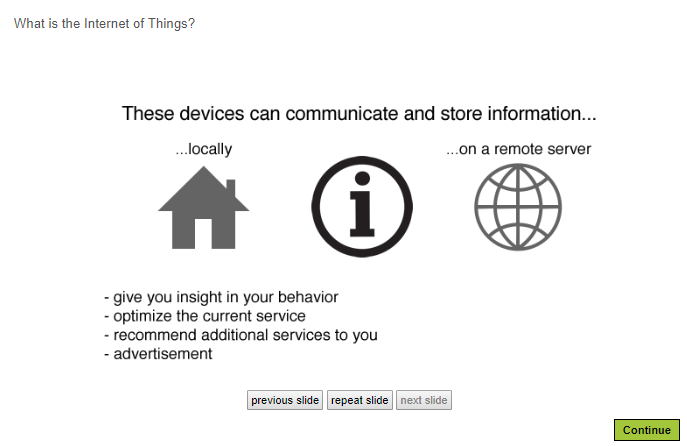 What is the Internet of Things?
These devices can communicate and store information...
...locally
...on a remote server
i
- give you insight in your behavior
- optimize the current service
- recommend additional services to you
- advertisement
previous slide
repeat slide
next slide
Continue